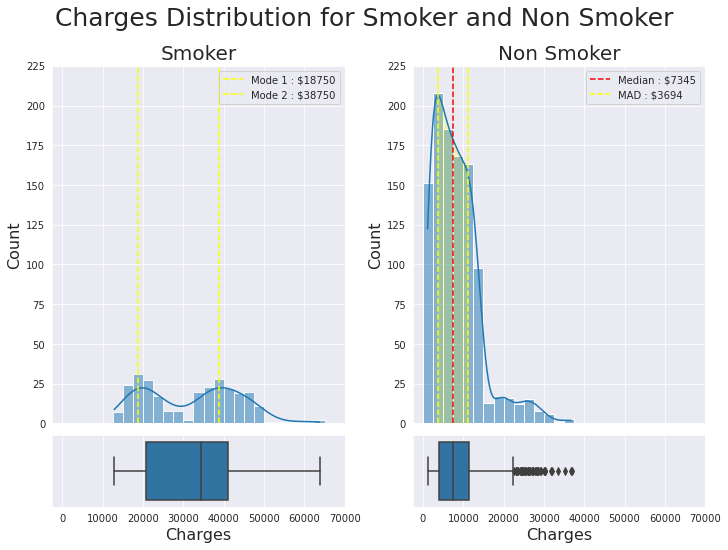 Charges Distribution for Smoker and Non Smoker
Smoker
Non Smoker
Mode 1 : $18750
Mode 2 : $38750
Median : $7345
MAD : $3694
225
200
175
150
125
100
75
50
25
0
Count
225
200
175
150
125
100
75
50
25
0
Count
0 10000 20000 30000 40000 50000 60000 70000
Charges
0 10000 20000 30000 40000 50000 60000 70000
Charges